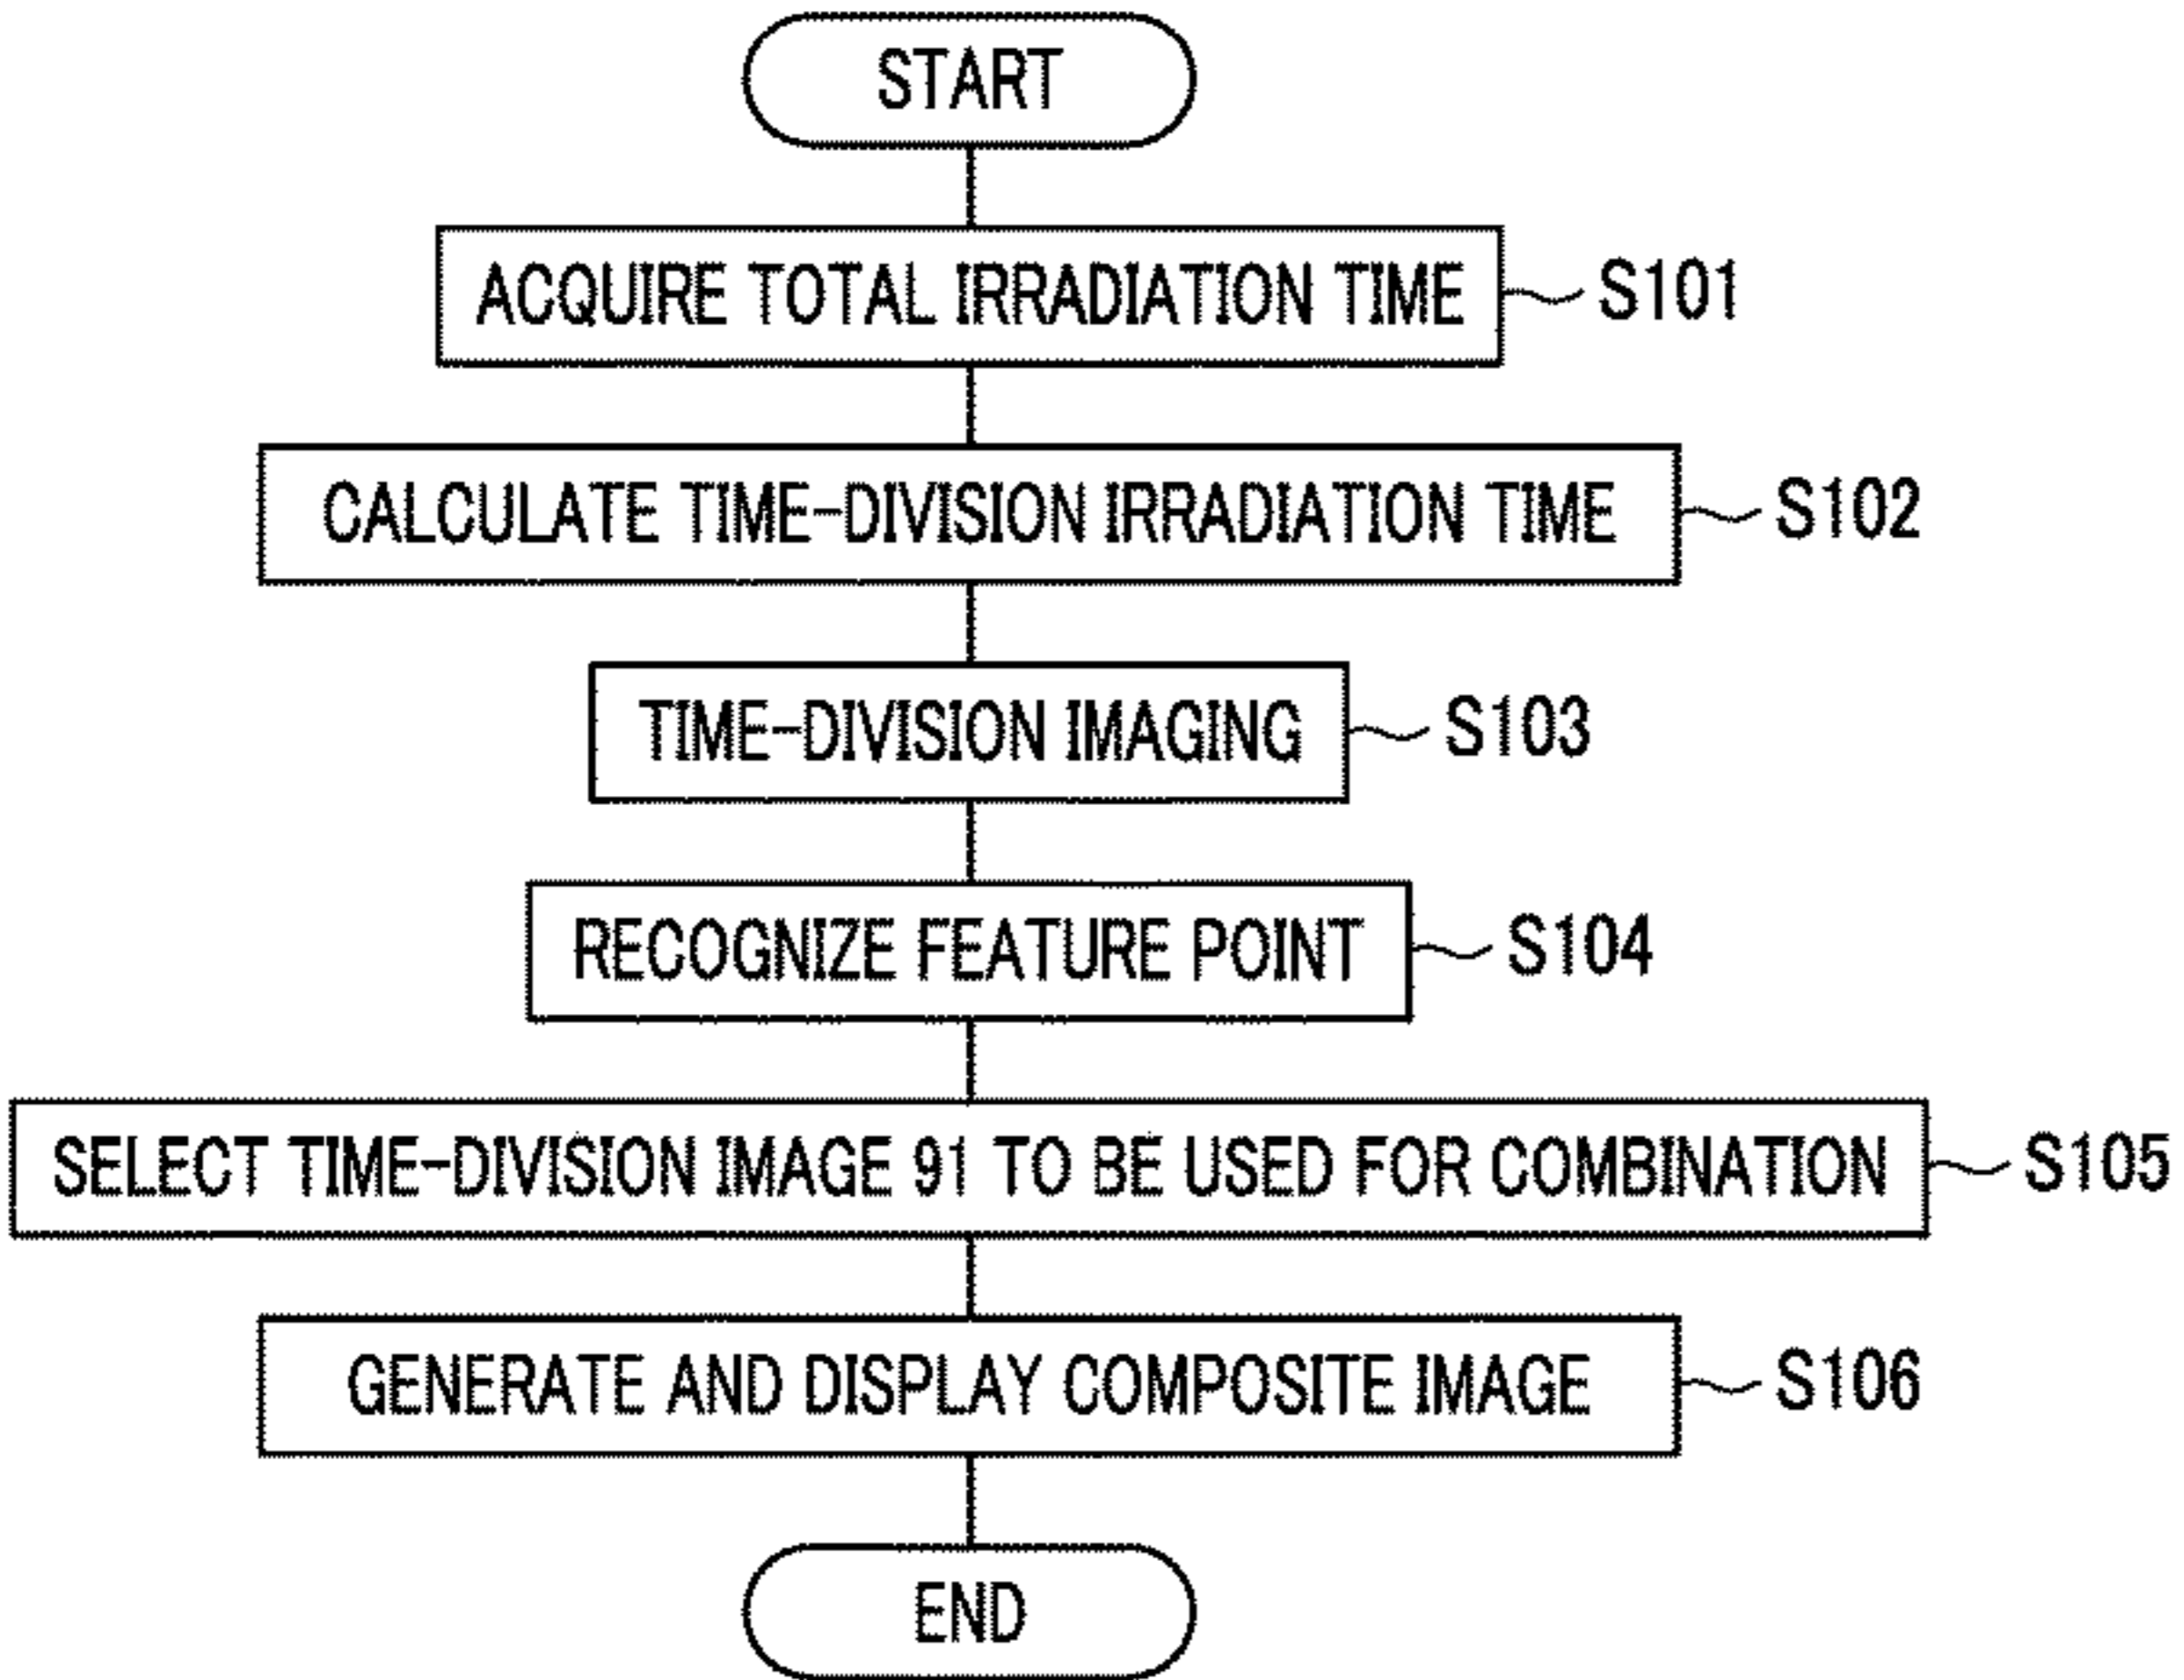 START
ACQUIRE TOTAL IRRADIATION TIME S101
CALCULATE TIME-DIVISION IRRADIATION TIME S102
TIME-DIVISION IMAGING S103
RECOGNIZE FEATURE POINT S104
SELECT TIME-DIVISION IMAGE 91 TO BE USED FOR COMBINATION S105
GENERATE AND DISPLAY COMPOSITE IMAGE S106
END